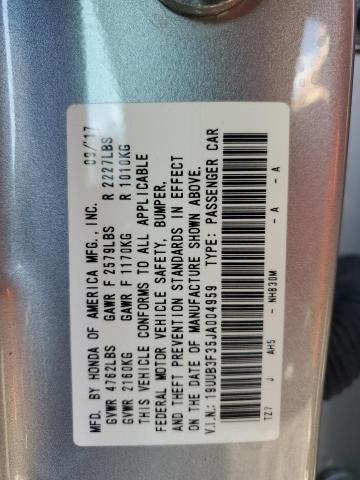 MFD. BY HONDA OF AMERICA MFG., INC. 09/17
GVWR 4762LBS GAWR F 2579LBS R 2227LBS
GVWR 2160KG GAWR F 1170KG R 1010KG
THIS VEHICLE CONFORMS TO ALL APPLICABLE
FEDERAL MOTOR VEHICLE SAFETY, BUMPER,
AND THEFT PREVENTION STANDARDS IN EFFECT
ON THE DATE OF MANUFACTURE SHOWN ABOVE.
V.I.N.: 19UUB3F35JA004959 TYPE: PASSENGER CAR
TZ7 J AH5 - NH830M - A - A